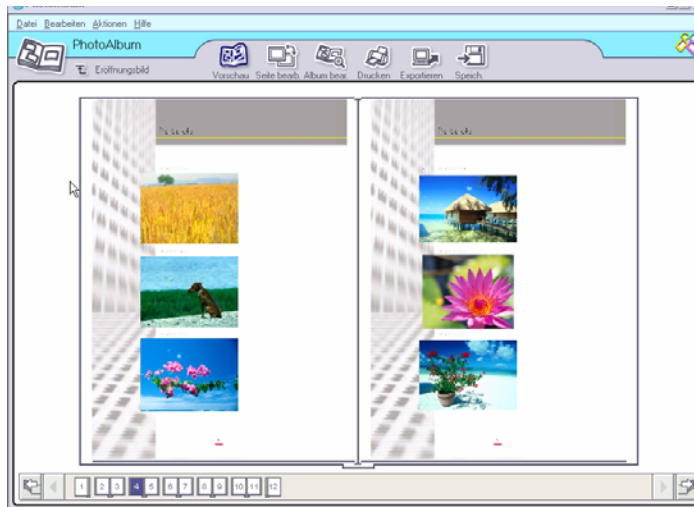 Datei Bearbeiten Aktionen Hilfe
PhotoAlbum
Eröffnungsbild
Vorschau Seite bearb. Album bear. Drucken Exportieren Speich.
1 2 3 4 5 6 7 8 9 10 11 12